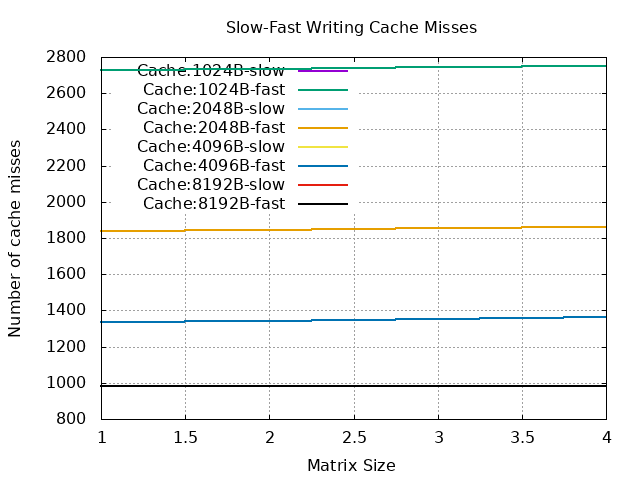 Slow-Fast Writing Cache Misses
2800
2600
2400
2200
2000
1800
1600
1400
1200
1000
800
Number of cache misses
Cache:1024B-slow
Cache:1024B-fast
Cache:2048B-slow
Cache:2048B-fast
Cache:4096B-slow
Cache:4096B-fast
Cache:8192B-slow
Cache:8192B-fast
1 1.5 2 2.5 3 3.5 4
Matrix Size